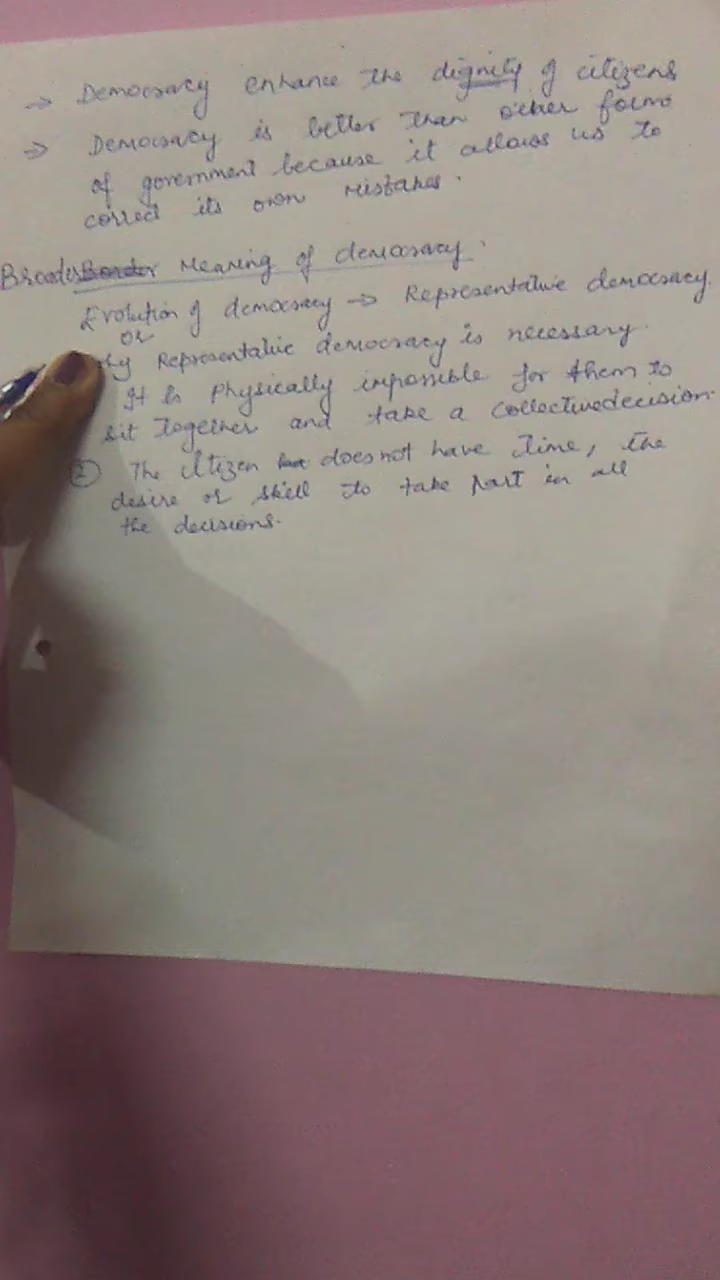 → Democracy enhance the dignity of citizens
→ Democracy is better than other forms
of government because it allows us to
correct its own mistakes.
Broader Meaning of democracy.
Evolution of democracy → Representative democracy.
or
Representative democracy is necessary.
It is Physically impossible for them to
sit Together and take a collective decision.
② The citizen does not have Time, the
desire or skill to take part in all
the decisions.